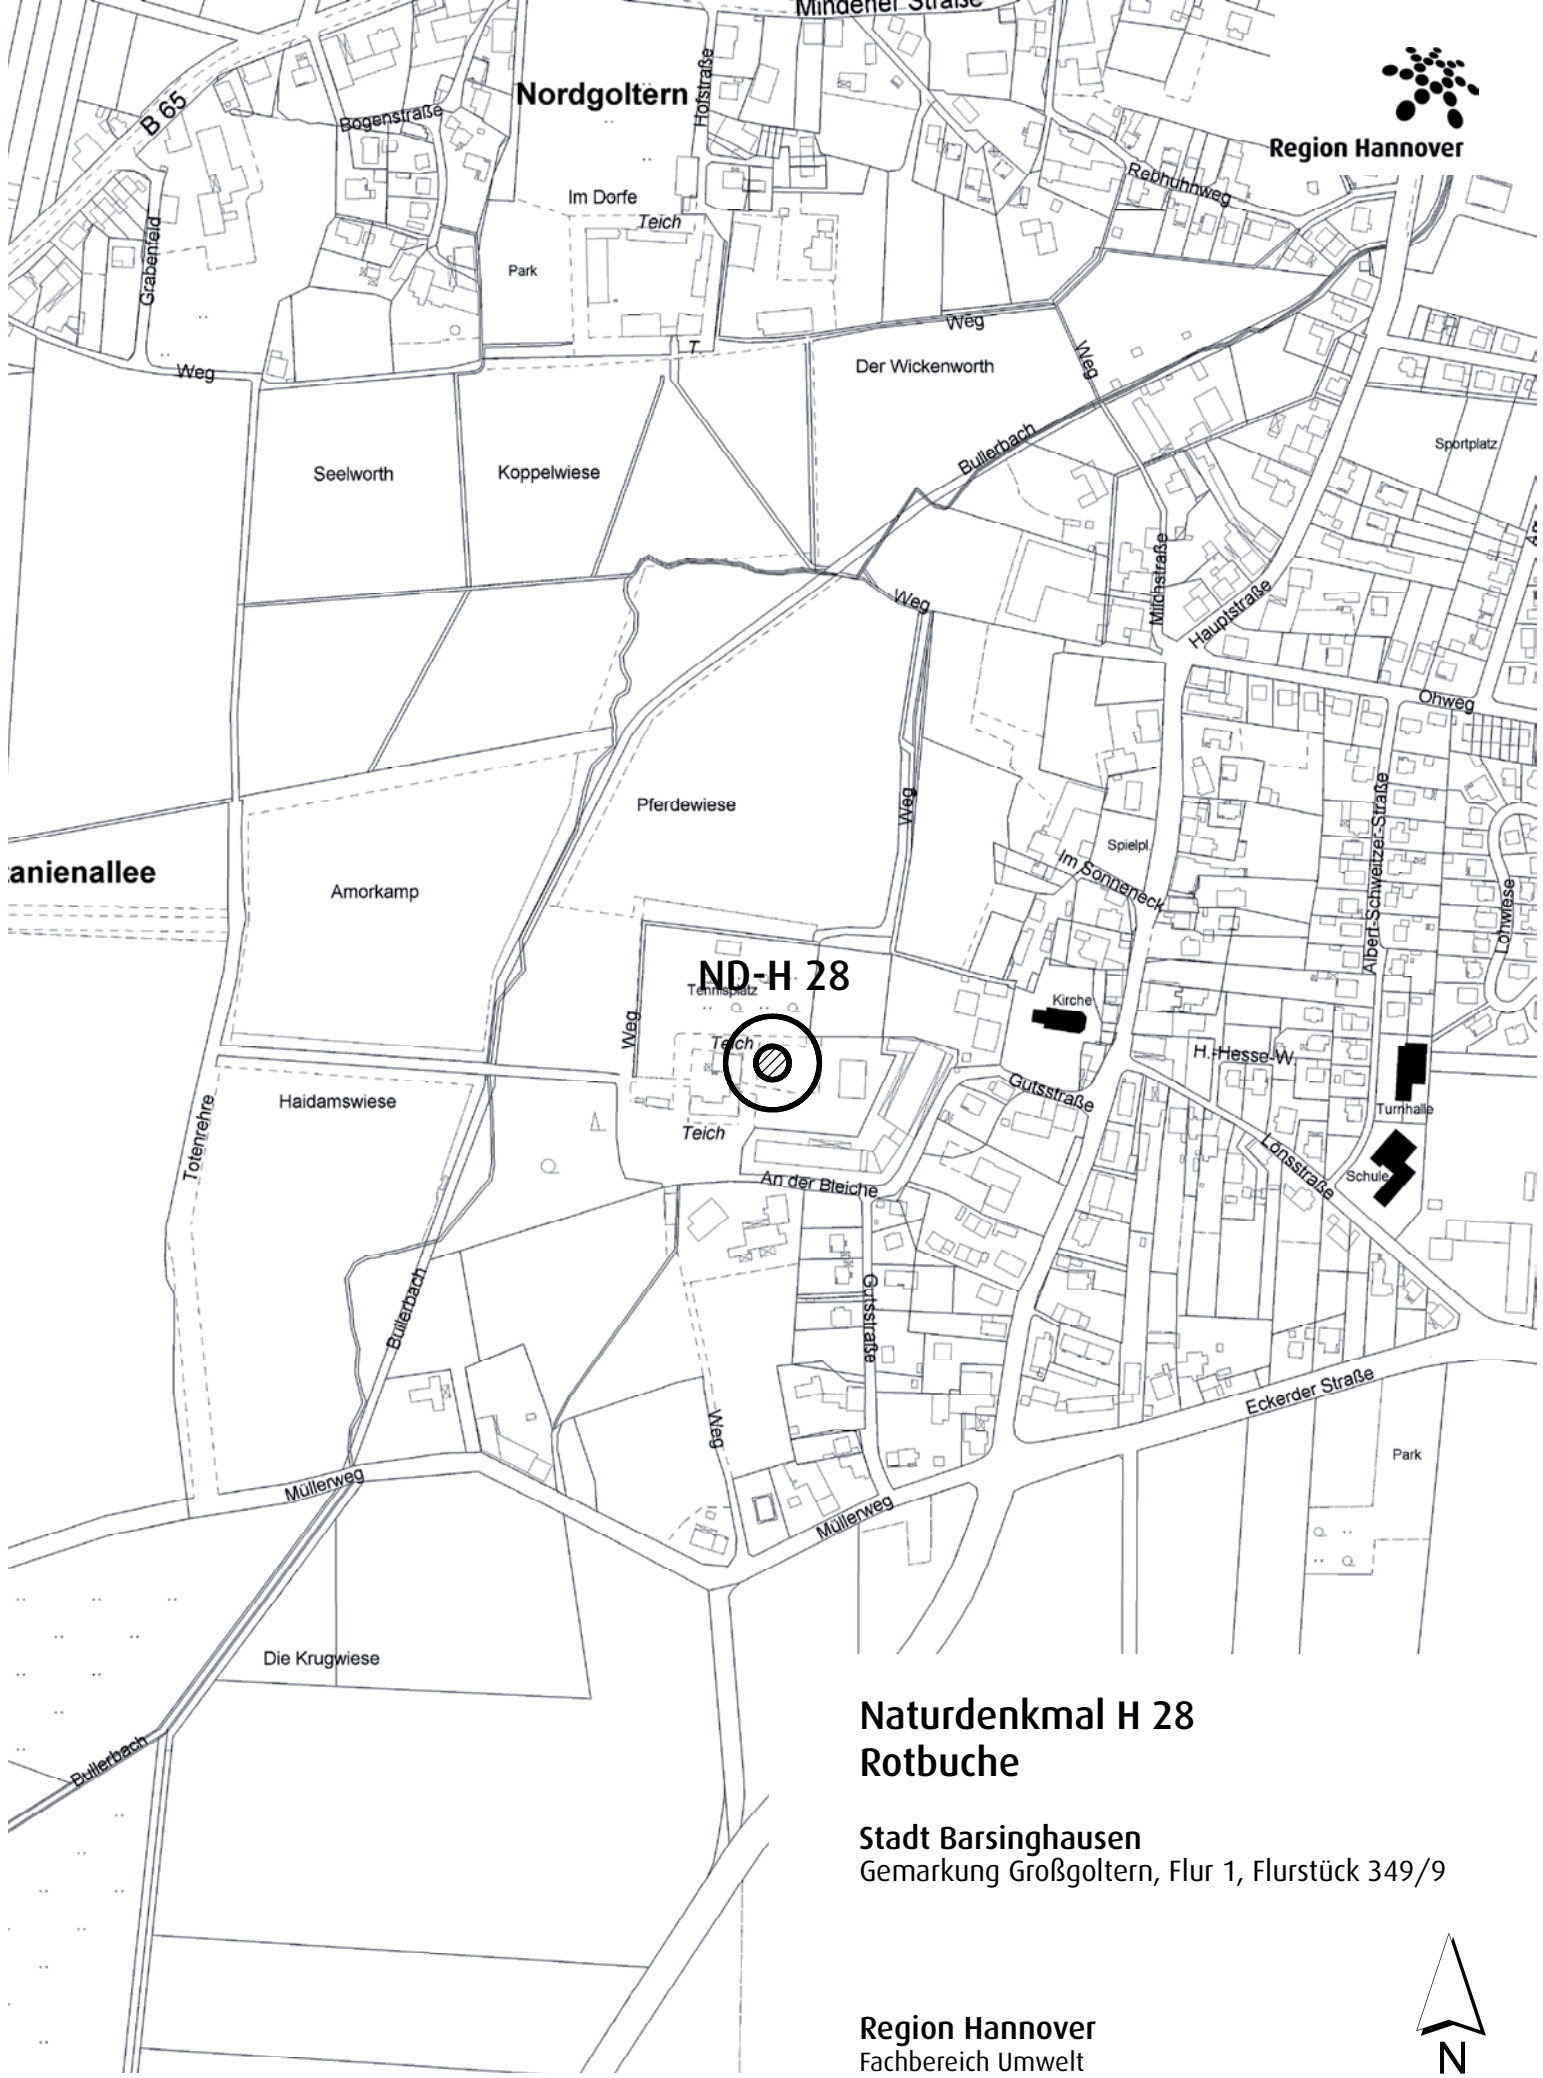 Mindener Straße
Nordgoltern
Hofstraße
B 65
Bogenstraße
Region Hannover
Rebhuhnweg
Im Dorfe
Teich
Grabenfeld
Park
Weg
T.
Weg
Weg
Der Wickenworth
Bullerbach
Sportplatz
Seelworth
Koppelwiese
Milchstraße
Weg
Hauptstraße
Ohweg
Pferdewiese
Weg
Albert-Schweitzer-Straße
Spielpl.
Im Sonneneck
anienallee
Amorkamp
Lohwiese
ND-H 28
Tennisplatz
Kirche
Weg
Teich
H.-Hesse-W.
Gutsstraße
Haidamswiese
Totenrehre
Turnhalle
Teich
Lönsstraße
Schule
An der Bleiche
Bullerbach
Gutsstraße
Eckerder Straße
Weg
Park
Müllerweg
Müllerweg
Die Krugwiese
Bullerbach
Naturdenkmal H 28
Rotbuche
Stadt Barsinghausen
Gemarkung Großgoltern, Flur 1, Flurstück 349/9
Region Hannover
Fachbereich Umwelt
N